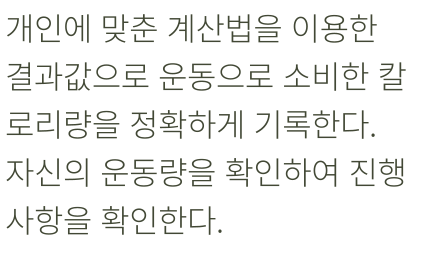 개인에 맞춘 계산법을 이용한
결과값으로 운동으로 소비한 칼
로리량을 정확하게 기록한다.
자신의 운동량을 확인하여 진행
사항을 확인한다.